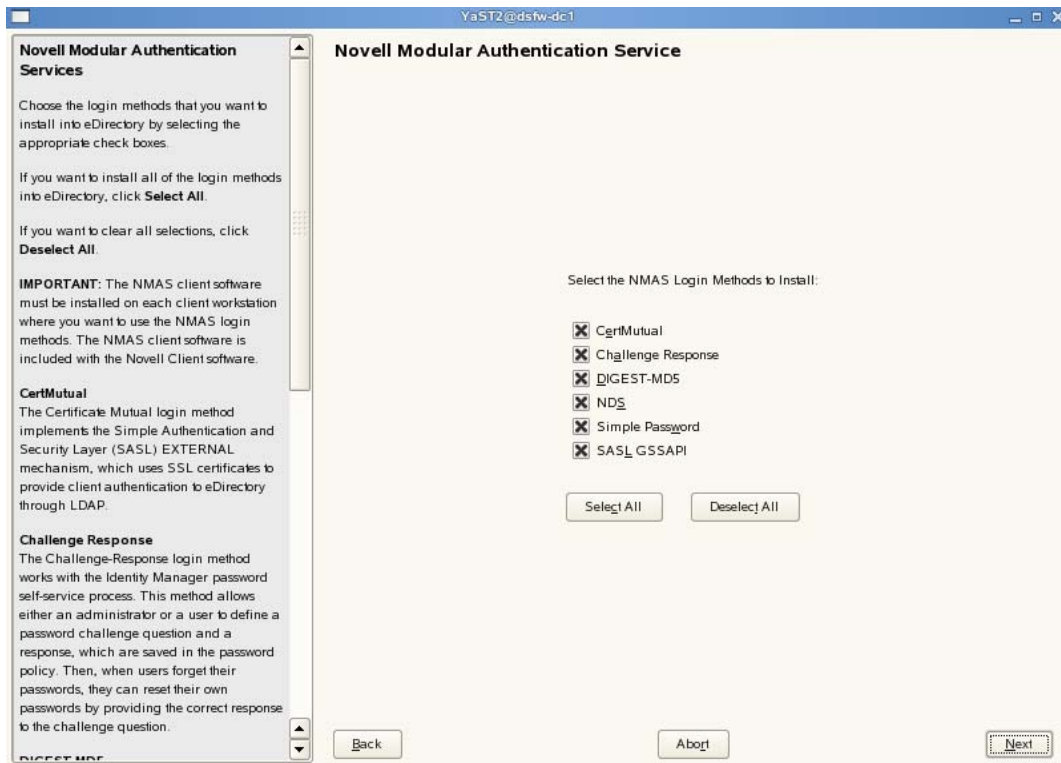 YaST2@dsfw-dc1
Novell Modular Authentication
Services
Choose the login methods that you want to
install into eDirectory by selecting the
appropriate check boxes.
If you want to install all of the login methods
into eDirectory, click Select All.
If you want to clear all selections, click
Deselect All.
IMPORTANT: The NMAS client software
must be installed on each client workstation
where you want to use the NMAS login
methods. The NMAS client software is
included with the Novell Client software.
CertMutual
The Certificate Mutual login method
implements the Simple Authentication and
Security Layer (SASL) EXTERNAL
mechanism, which uses SSL certificates to
provide client authentication to eDirectory
through LDAP.
Challenge Response
The Challenge-Response login method
works with the Identity Manager password
self-service process. This method allows
either an administrator or a user to define a
password challenge question and a
response, which are saved in the password
policy. Then, when users forget their
passwords, they can reset their own
passwords by providing the correct response
to the challenge question.
DIGEST-MD5
Novell Modular Authentication Service
Select the NMAS Login Methods to Install:
CertMutual
Challenge Response
DIGEST-MD5
NDS
Simple Password
SASL GSSAPI
Select All
Deselect All
Back
Abort
Next